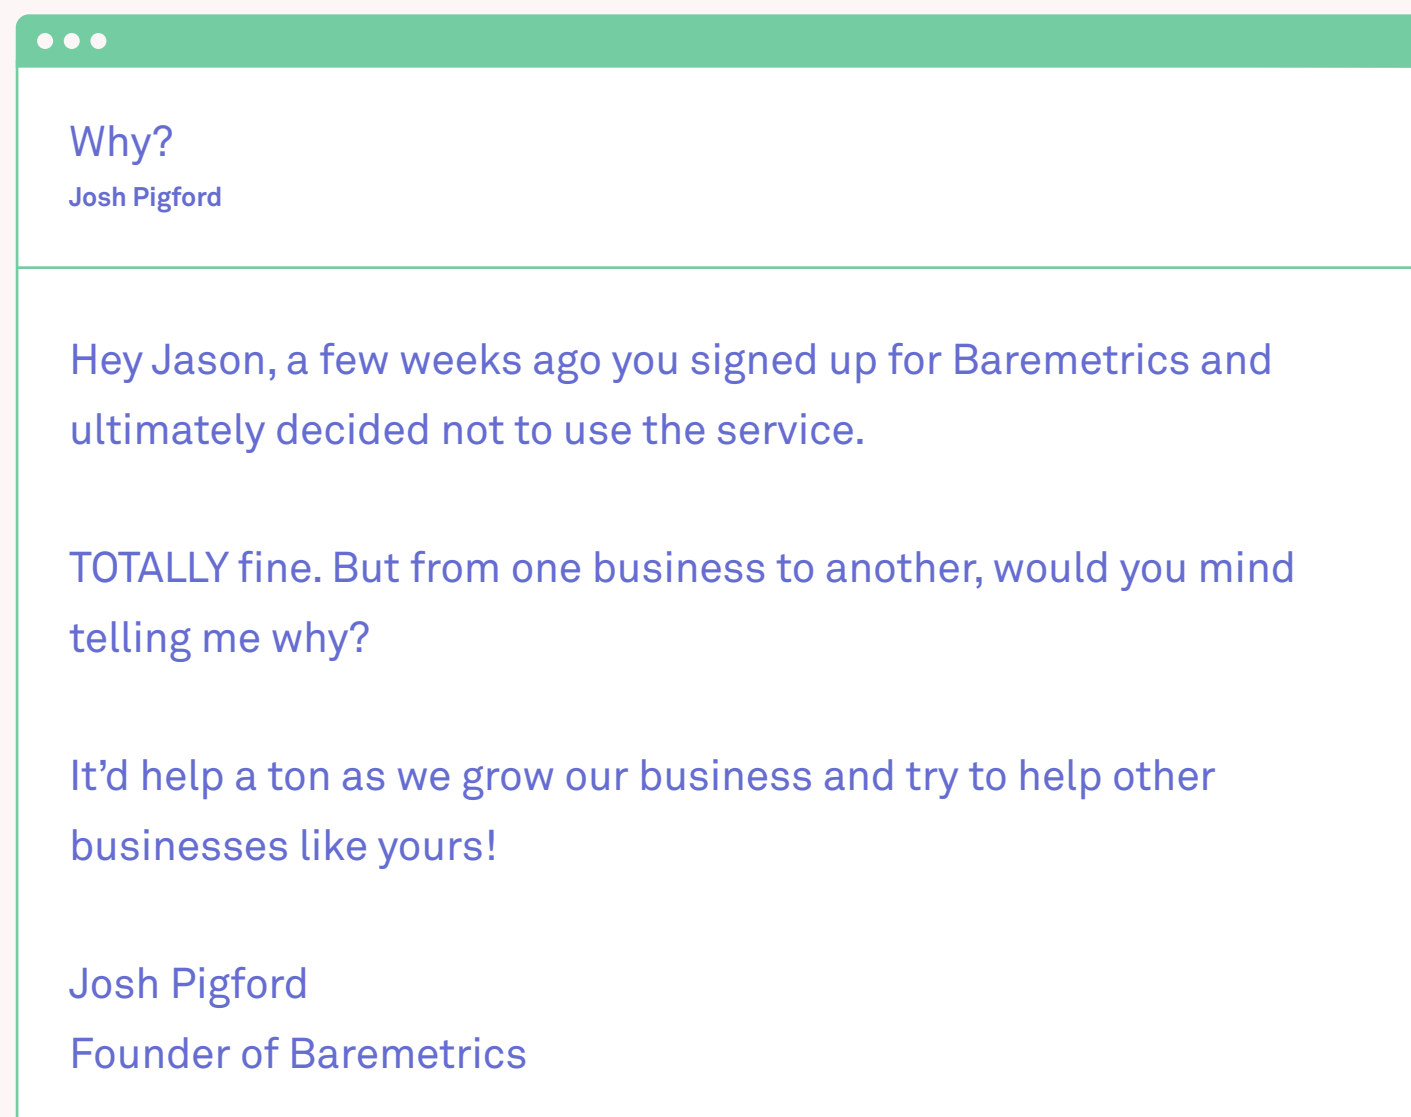 Why?
Josh Pigford
Hey Jason, a few weeks ago you signed up for Baremetrics and
ultimately decided not to use the service.
TOTALLY fine. But from one business to another, would you mind
telling me why?
It’d help a ton as we grow our business and try to help other
businesses like yours!
Josh Pigford
Founder of Baremetrics